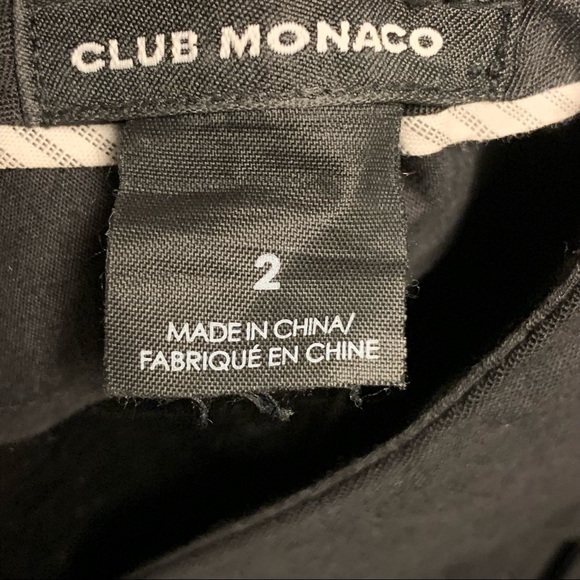 CLUB MONACO
2
MADE IN CHINA/
FABRIQUÉ EN CHINE